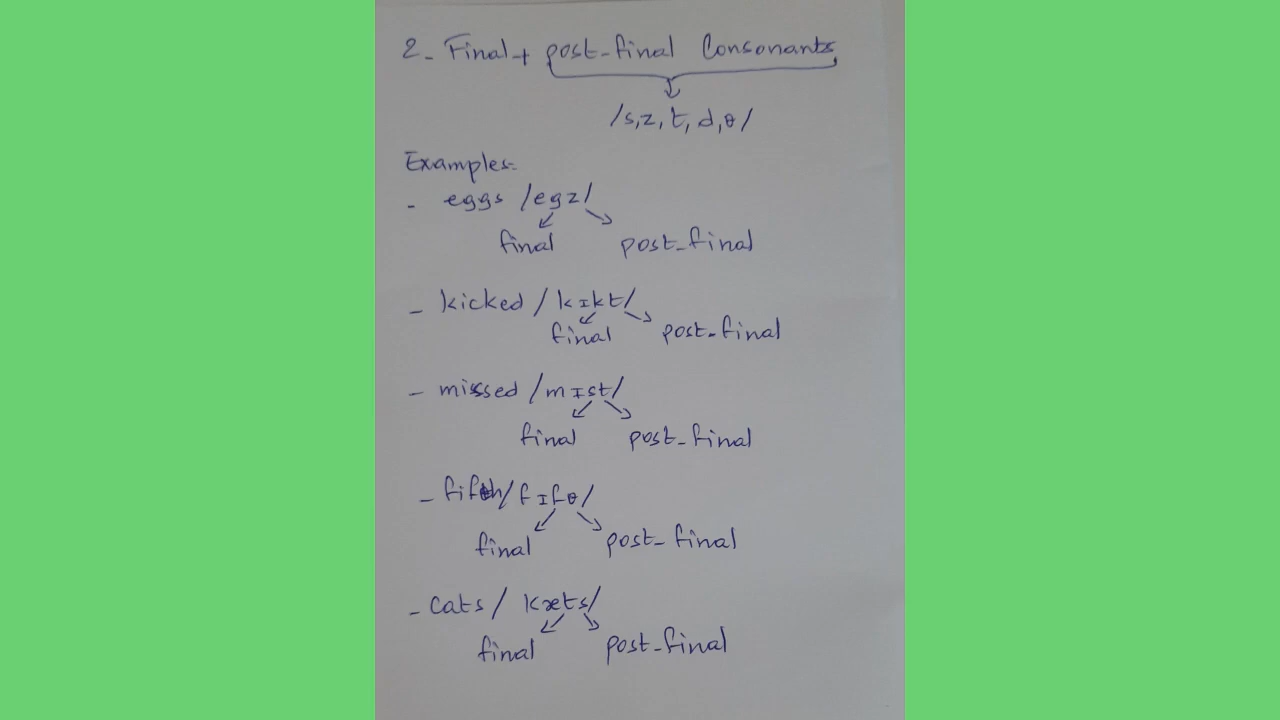 2- Final + post-final Consonants
/s,z, t, d, θ/
Examples:
- eggs /egz/
final post-final
- kicked / kɪkt/
final post-final
- missed /mɪst/
final post-final
- fifth / fɪfθ/
final post-final
- cats / kæts/
final post-final